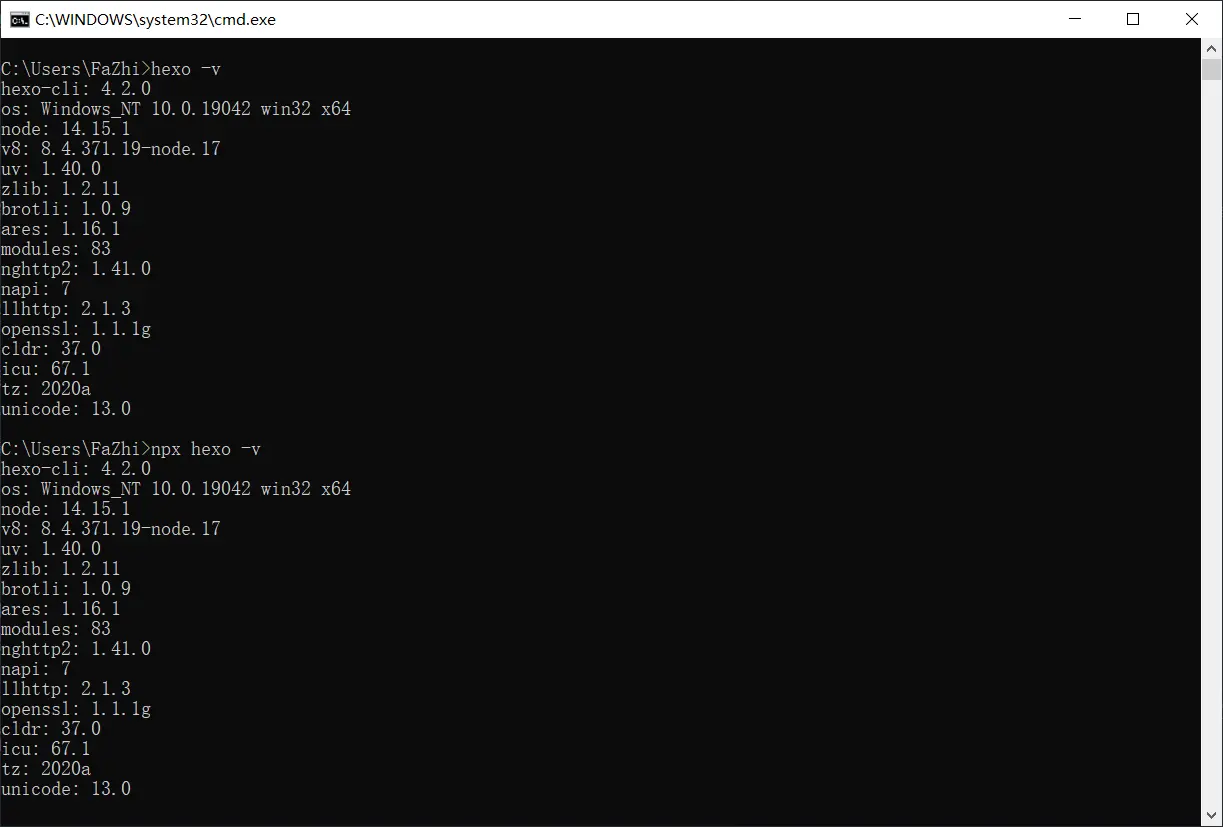 C:\WINDOWS\system32\cmd.exe
C:\Users\FaZhi>hexo -v
hexo-cli: 4.2.0
os: Windows_NT 10.0.19042 win32 x64
node: 14.15.1
v8: 8.4.371.19-node.17
uv: 1.40.0
zlib: 1.2.11
brotli: 1.0.9
ares: 1.16.1
modules: 83
nghttp2: 1.41.0
napi: 7
llhttp: 2.1.3
openssl: 1.1.1g
cldr: 37.0
icu: 67.1
tz: 2020a
unicode: 13.0
C:\Users\FaZhi>npx hexo -v
hexo-cli: 4.2.0
os: Windows_NT 10.0.19042 win32 x64
node: 14.15.1
v8: 8.4.371.19-node.17
uv: 1.40.0
zlib: 1.2.11
brotli: 1.0.9
ares: 1.16.1
modules: 83
nghttp2: 1.41.0
napi: 7
llhttp: 2.1.3
openssl: 1.1.1g
cldr: 37.0
icu: 67.1
tz: 2020a
unicode: 13.0